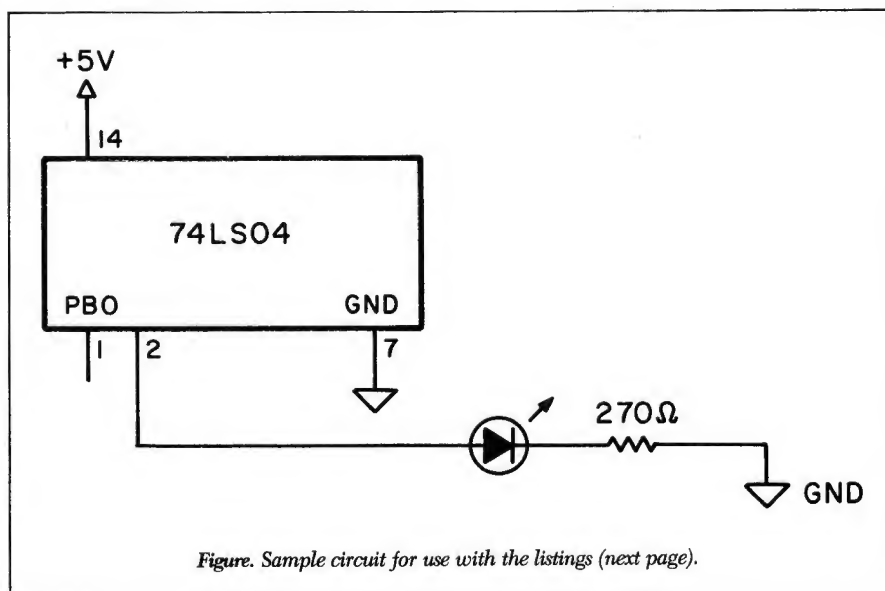 +5V
14
74LS04
PBO GND
1 2 7
270Ω
GND
Figure. Sample circuit for use with the listings (next page).